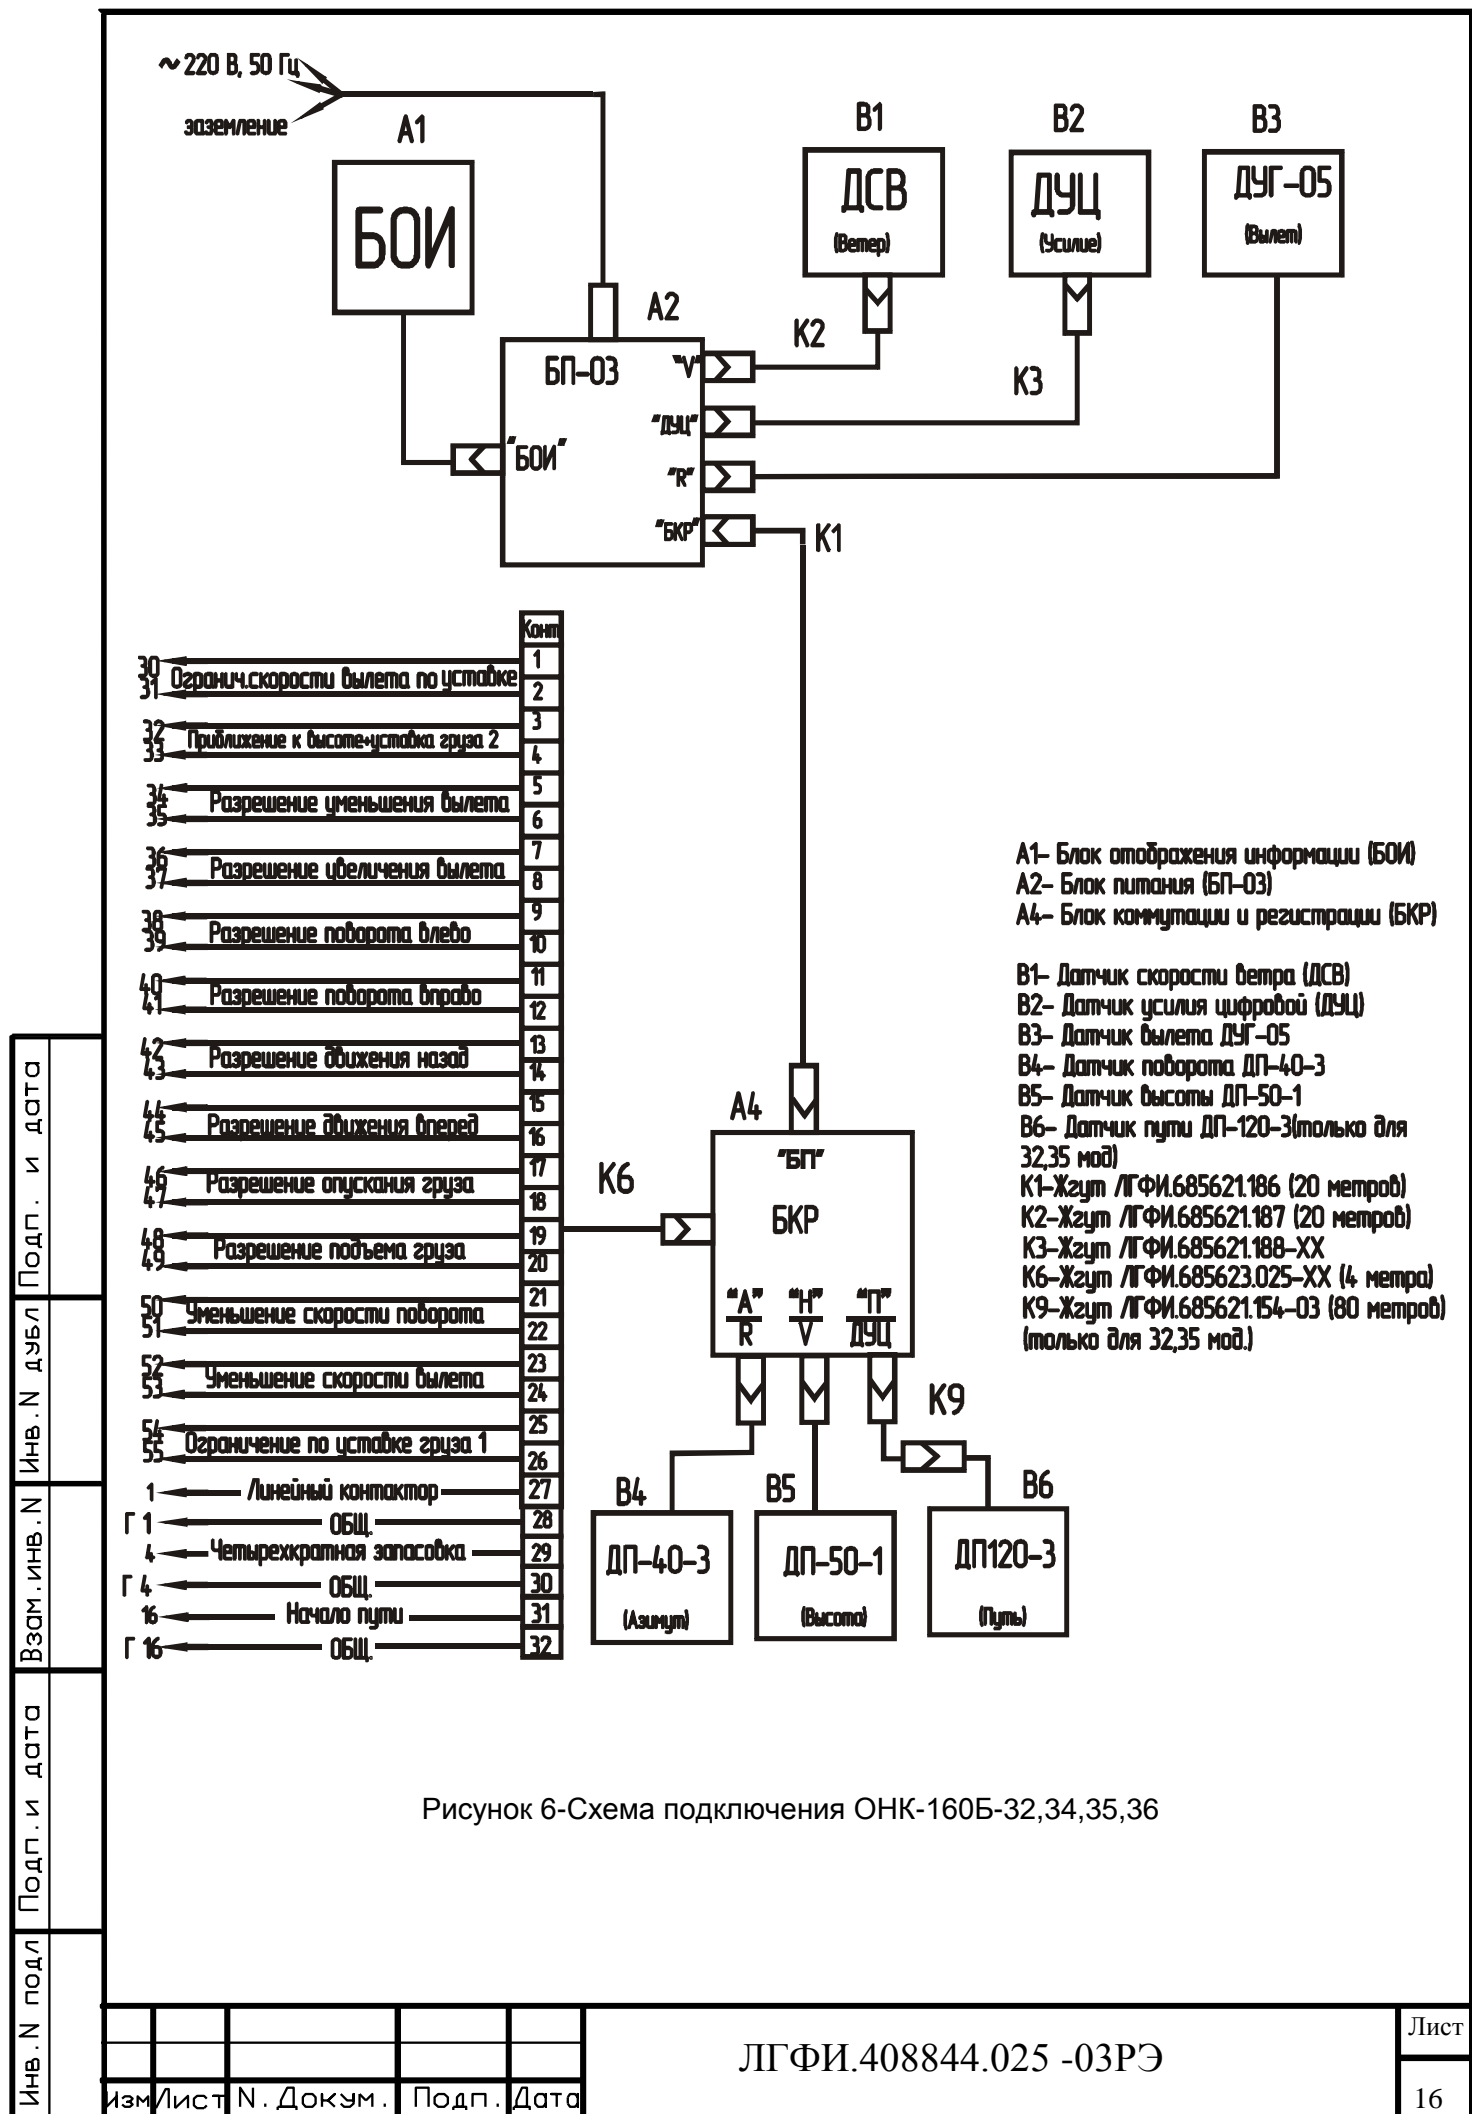 ~ 220 В, 50 Гц
заземление
А1
БОИ
В1
ДСВ
(Ветер)
В2
ДУЦ
(Усилие)
В3
ДУГ-05
(Вылет)
А2
БП-03
"БОИ"
"V"
"ДУЦ"
"R"
"БКР"
К2
К3
К1
Конт
30 Огранич.скорости вылета по уставке 1
31 2
32 Приближение к высоте+уставка груза 2 3
33 4
34 Разрешение уменьшения вылета 5
35 6
36 Разрешение увеличения вылета 7
37 8
38 Разрешение поворота влево 9
39 10
40 Разрешение поворота вправо 11
41 12
42 Разрешение движения назад 13
43 14
44 Разрешение движения вперед 15
45 16
46 Разрешение опускания груза 17
47 18
48 Разрешение подъема груза 19
49 20
50 Уменьшение скорости поворота 21
51 22
52 Уменьшение скорости вылета 23
53 24
54 Ограничение по уставке груза 1 25
55 26
1 Линейный контактор 27
Г 1 ОБЩ. 28
4 Четырехкратная запасовка 29
Г 4 ОБЩ. 30
16 Начало пути 31
Г 16 ОБЩ. 32
К6
А4
"БП"
БКР
"А" "Н" "П"
R V ДУЦ
К9
В4
ДП-40-3
(Азимут)
В5
ДП-50-1
(Высота)
В6
ДП120-3
(Путь)
А1- Блок отображения информации (БОИ)
А2- Блок питания (БП-03)
А4- Блок коммутации и регистрации (БКР)
В1- Датчик скорости ветра (ДСВ)
В2- Датчик усилия цифровой (ДУЦ)
В3- Датчик вылета ДУГ-05
В4- Датчик поворота ДП-40-3
В5- Датчик высоты ДП-50-1
В6- Датчик пути ДП-120-3(только для
32,35 мод)
К1-Жгут ЛГФИ.685621.186 (20 метров)
К2-Жгут ЛГФИ.685621.187 (20 метров)
К3-Жгут ЛГФИ.685621.188-ХХ
К6-Жгут ЛГФИ.685623.025-ХХ (4 метра)
К9-Жгут ЛГФИ.685621.154-03 (80 метров)
(только для 32,35 мод.)
Рисунок 6-Схема подключения ОНК-160Б-32,34,35,36
Подп. и дата
Инв.N дубл
Взам.инв.N
Подп.и дата
Инв.N подл
Изм Лист N. Докум. Подп. Дата
ЛГФИ.408844.025 -03РЭ
Лист
16